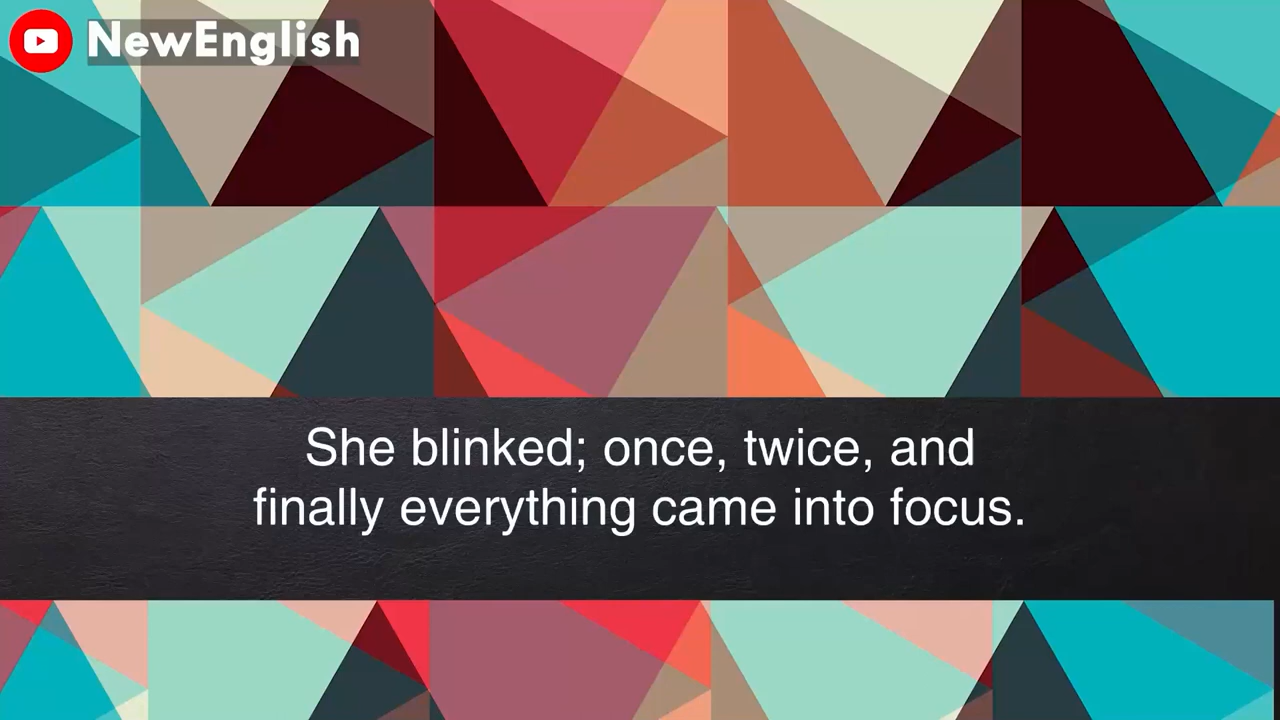 NewEnglish
She blinked; once, twice, and
finally everything came into focus.